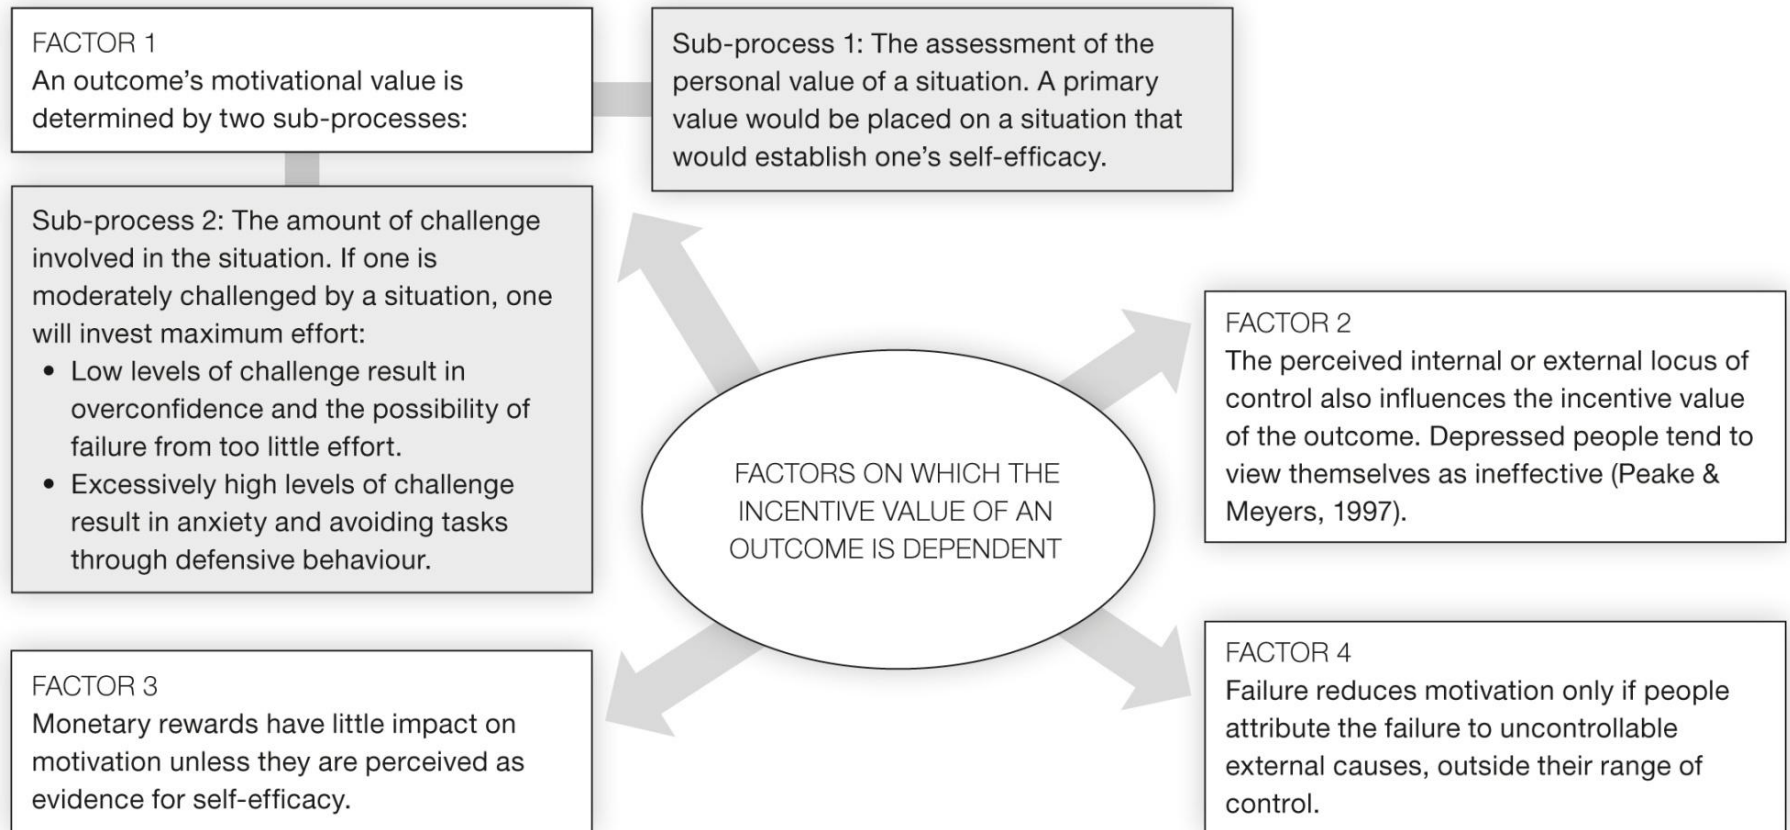 FACTOR 1
An outcome’s motivational value is
determined by two sub-processes:
Sub-process 1: The assessment of the
personal value of a situation. A primary
value would be placed on a situation that
would establish one’s self-efficacy.
Sub-process 2: The amount of challenge
involved in the situation. If one is
moderately challenged by a situation, one
will invest maximum effort:
• Low levels of challenge result in
overconfidence and the possibility of
failure from too little effort.
• Excessively high levels of challenge
result in anxiety and avoiding tasks
through defensive behaviour.
FACTORS ON WHICH THE
INCENTIVE VALUE OF AN
OUTCOME IS DEPENDENT
FACTOR 2
The perceived internal or external locus of
control also influences the incentive value
of the outcome. Depressed people tend to
view themselves as ineffective (Peake &
Meyers, 1997).
FACTOR 3
Monetary rewards have little impact on
motivation unless they are perceived as
evidence for self-efficacy.
FACTOR 4
Failure reduces motivation only if people
attribute the failure to uncontrollable
external causes, outside their range of
control.